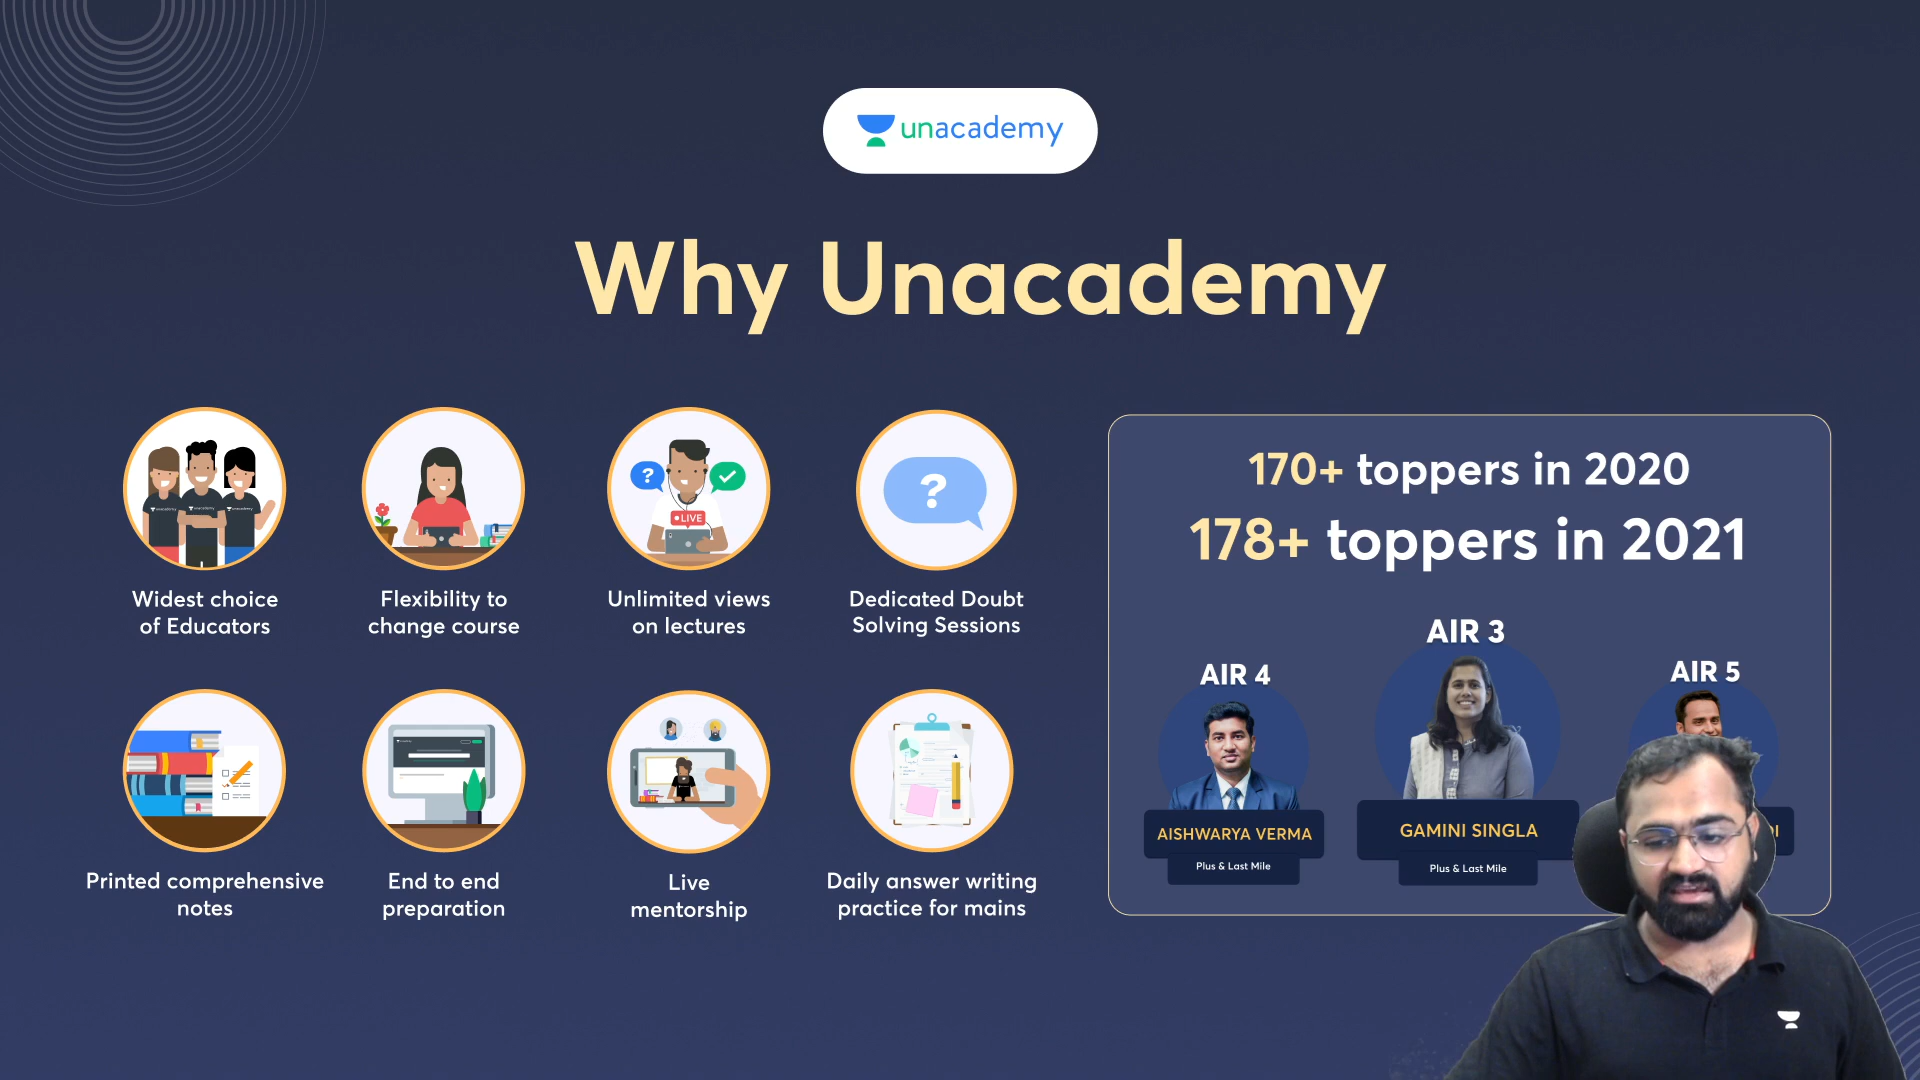 unacademy
Why Unacademy
Widest choice
of Educators
Flexibility to
change course
? LIVE
Unlimited views
on lectures
?
Dedicated Doubt
Solving Sessions
Printed comprehensive
notes
End to end
preparation
Live
mentorship
Daily answer writing
practice for mains
170+ toppers in 2020
178+ toppers in 2021
AIR 4
AISHWARYA VERMA
Plus & Last Mile
AIR 3
GAMINI SINGLA
Plus & Last Mile
AIR 5